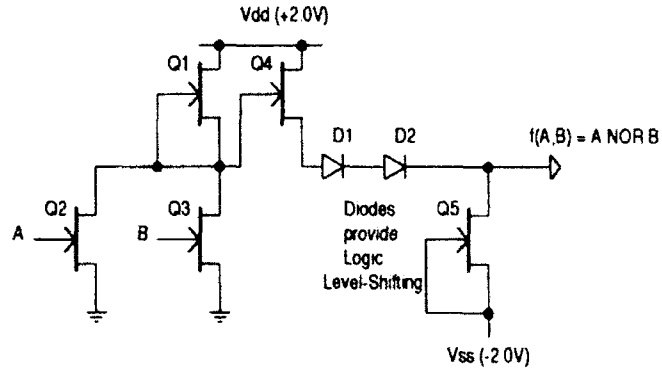 Vdd (+2.0V)
Q1
Q4
D1
D2
f(A,B) = A NOR B
Q2
Q3
A
B
Diodes
provide
Logic
Level-Shifting
Q5
Vss (-2 0V)